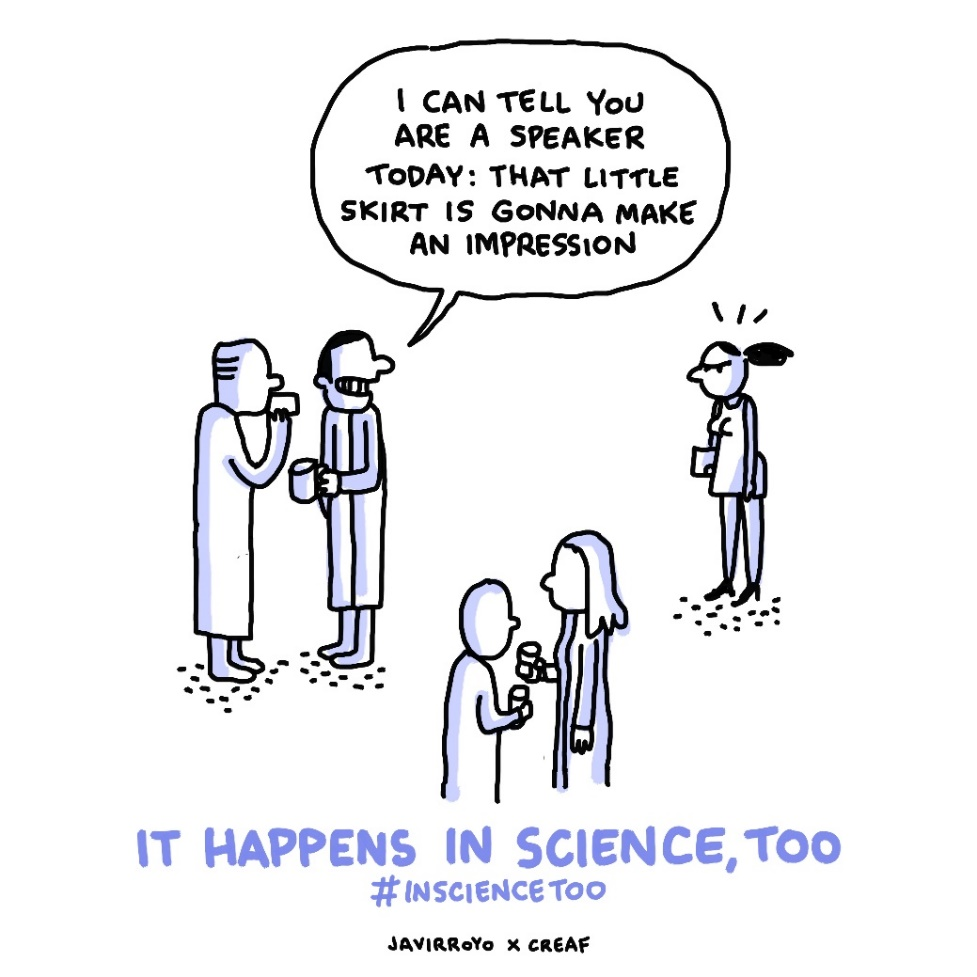 I CAN TELL YOU
ARE A SPEAKER
TODAY: THAT LITTLE
SKIRT IS GONNA MAKE
AN IMPRESSION
IT HAPPENS IN SCIENCE, TOO
#INSCIENCETOO
JAVIRROYO X CREAF